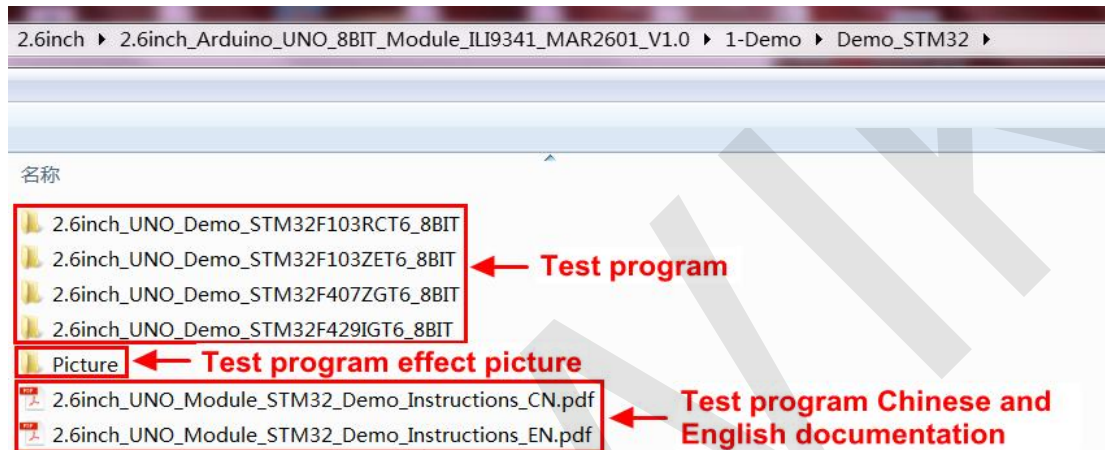 2.6inch ▸ 2.6inch_Arduino_UNO_8BIT_Module_ILI9341_MAR2601_V1.0 ▸ 1-Demo ▸ Demo_STM32 ▸
名称
2.6inch_UNO_Demo_STM32F103RCT6_8BIT
2.6inch_UNO_Demo_STM32F103ZET6_8BIT
Test program
2.6inch_UNO_Demo_STM32F407ZGT6_8BIT
2.6inch_UNO_Demo_STM32F429IGT6_8BIT
Picture Test program effect picture
2.6inch_UNO_Module_STM32_Demo_Instructions_CN.pdf
2.6inch_UNO_Module_STM32_Demo_Instructions_EN.pdf
Test program Chinese and
English documentation